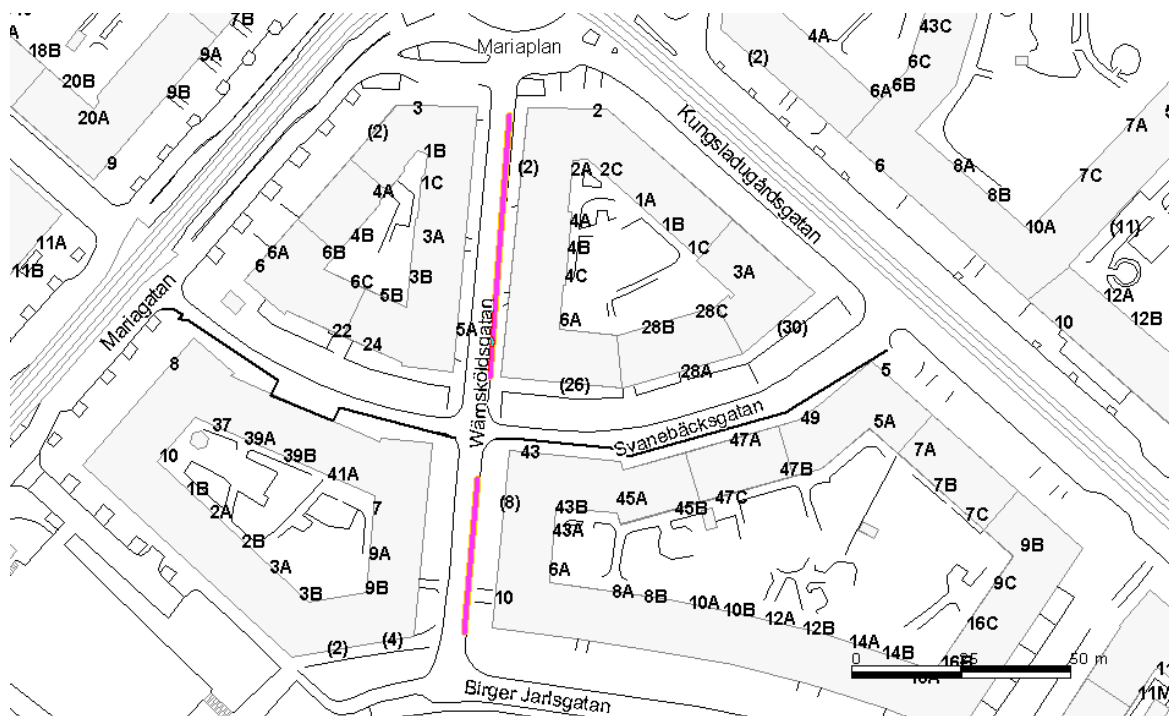 7B
18B
9A
20B
9B
20A
9
11A
11B
Mariaplan
4A
43C
(2)
6C
6B
6A
7A
6
8A
8B
7C
10A
(11)
12A
12B
10
Kungsladugårdsgatan
3
(2)
1B
1C
4A
4B
3A
6A
6B
6
6C
3B
5B
22
24
5A
Mariagatan
Wärnsköldsgatan
2
(2)
2A
2C
1A
4A
1B
4B
1C
4C
3A
6A
28C
28B
(30)
28A
(26)
Svanebäcksgatan
8
37
39A
39B
10
41A
1B
2A
7
2B
9A
3A
9B
3B
(2)
(4)
43
(8)
47A
49
5
5A
7A
47B
47C
45A
45B
43B
43A
7B
7C
9B
6A
9C
8A
8B
10A
10B
12A
12B
16C
14A
14B
16B
10
0
25
50 m
11M
Birger Jarlsgatan